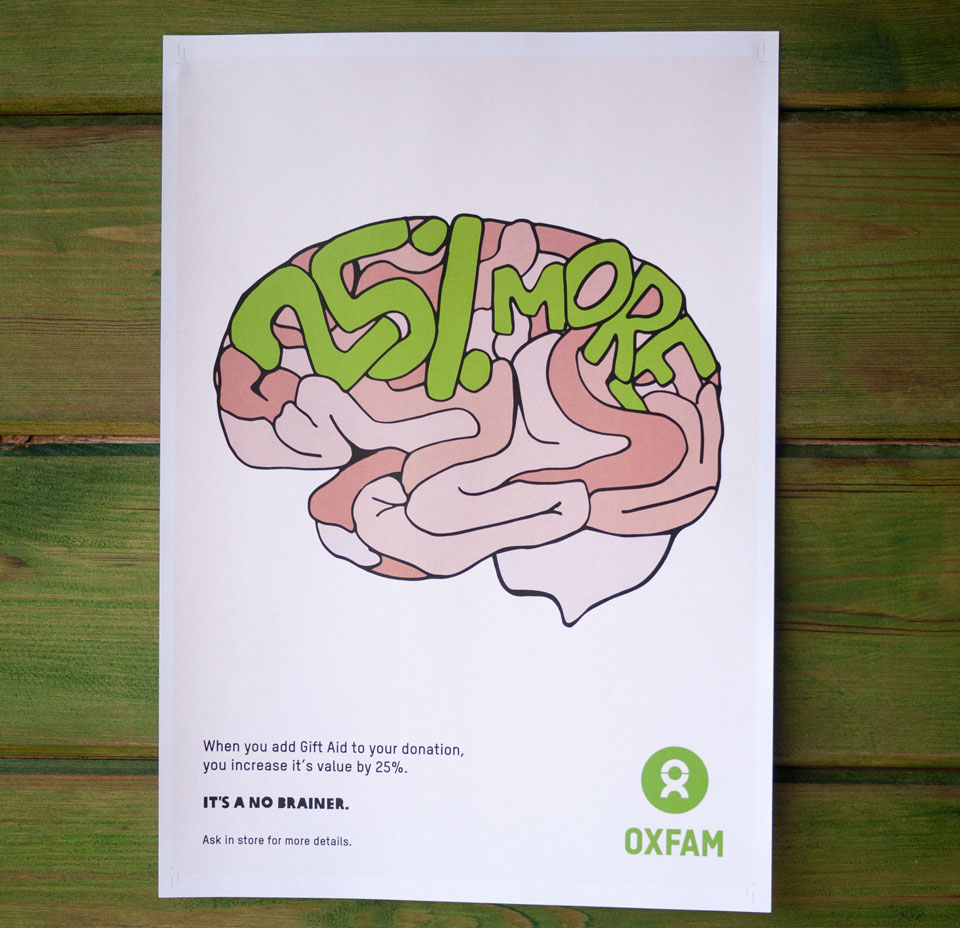 25% MORE
When you add Gift Aid to your donation,
you increase it's value by 25%.
IT'S A NO BRAINER.
Ask in store for more details.
OXFAM